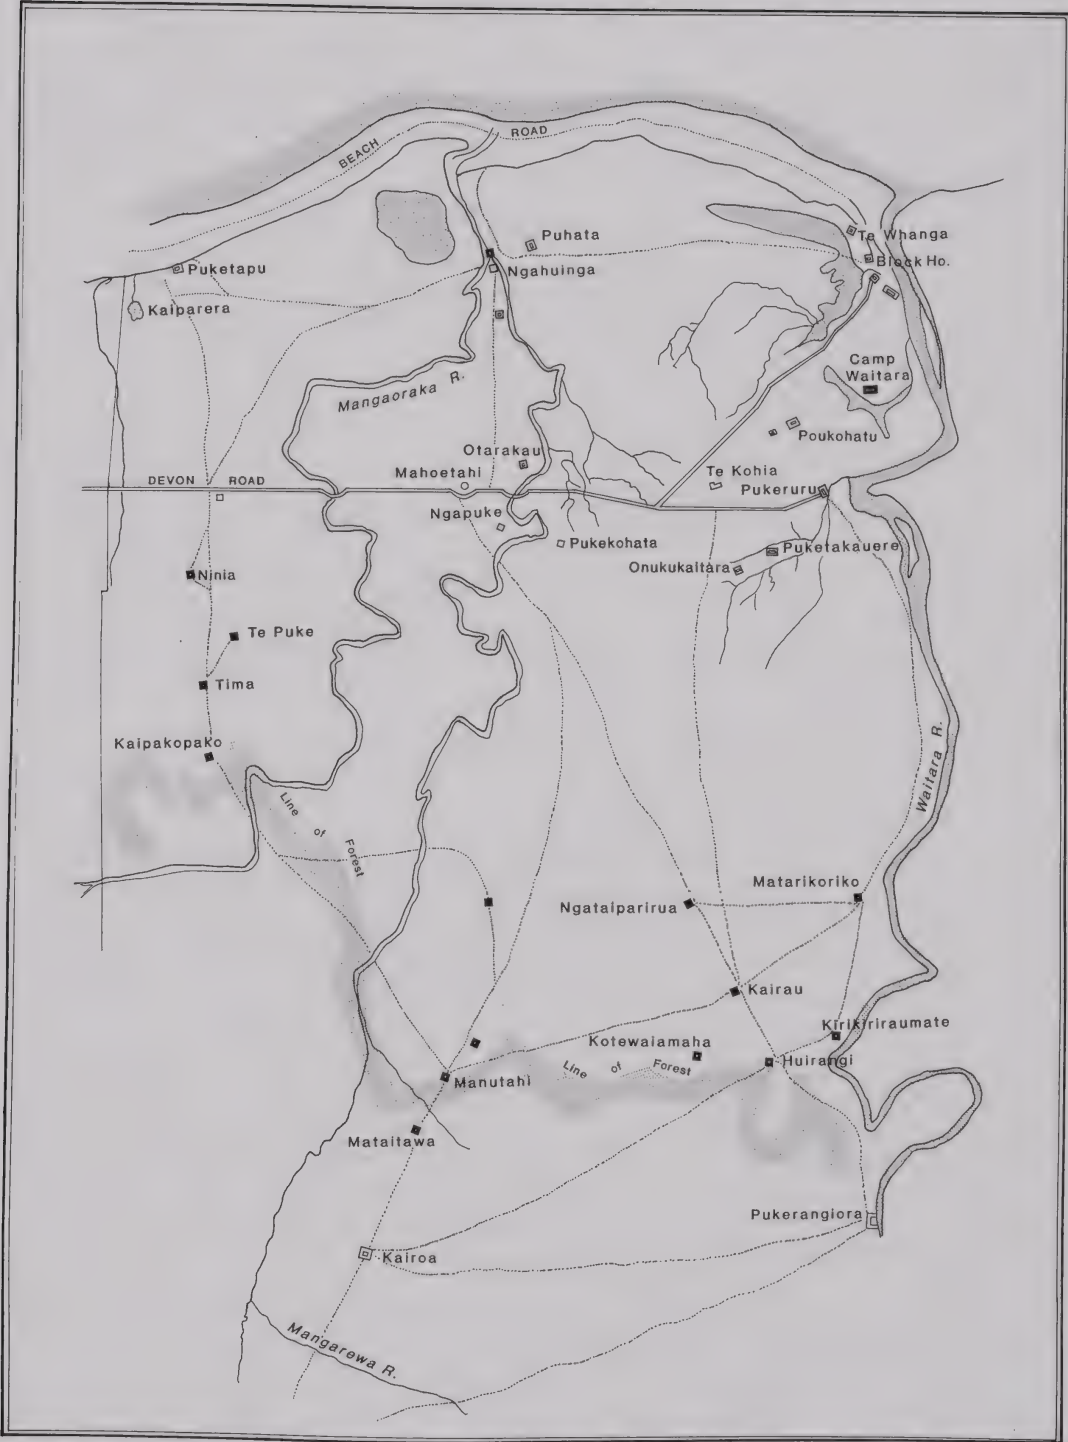 BEACH ROAD
Puhata
Te Whanga
Block Ho.
Puketapu
Ngahuinga
Kaiparera
Camp
Waitara
Mangaoraka R.
Poukohatu
Otarakau
Mahoetahi
Te Kohia
DEVON ROAD
Pukeruru
Ngapuke
Pukekohata
Puketakauere
Onukukaitara
Ninia
Te Puke
Tima
Kaipakopako
Waitara R.
Line of Forest
Matarikoriko
Ngataiparirua
Kairau
Kirikiriraumate
Kotewaiamaha
Huirangi
Line of Forest
Manutahi
Mataitawa
Pukerangiora
Kairoa
Mangarewa R.